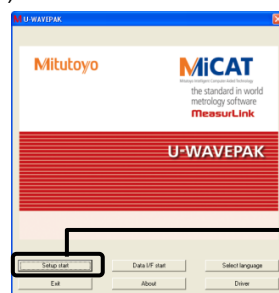 U-WAVEPAK
Mitutoyo
MiCAT
Mitutoyo Intelligent Computer Aided Technology
the standard in world
metrology software
MeasurLink
U-WAVEPAK
Setup start
Data I/F start
Select language
Exit
About
Driver